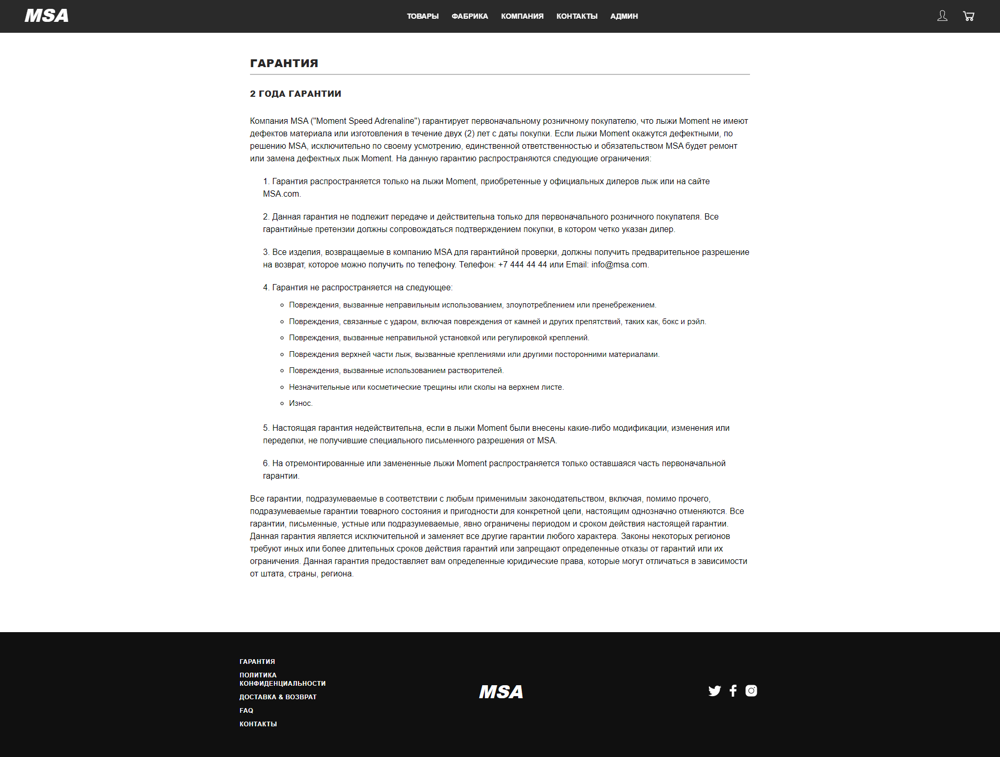 MSA
ТОВАРЫ ФАБРИКА КОМПАНИЯ КОНТАКТЫ АДМИН
ГАРАНТИЯ
2 ГОДА ГАРАНТИИ
Компания MSA ("Moment Speed Adrenaline") гарантирует первоначальному розничному покупателю, что лыжи Moment не имеют
дефектов материала или изготовления в течение двух (2) лет с даты покупки. Если лыжи Moment окажутся дефектными, по
решению MSA, исключительно по своему усмотрению, единственной ответственностью и обязательством MSA будет ремонт
или замена дефектных лыж Moment. На данную гарантию распространяются следующие ограничения:
1. Гарантия распространяется только на лыжи Moment, приобретенные у официальных дилеров лыж или на сайте
MSA.com.
2. Данная гарантия не подлежит передаче и действительна только для первоначального розничного покупателя. Все
гарантийные претензии должны сопровождаться подтверждением покупки, в котором четко указан дилер.
3. Все изделия, возвращаемые в компанию MSA для гарантийной проверки, должны получить предварительное разрешение
на возврат, которое можно получить по телефону. Телефон: +7 444 44 44 или Email: info@msa.com.
4. Гарантия не распространяется на следующее:
Повреждения, вызванные неправильным использованием, злоупотреблением или пренебрежением.
Повреждения, связанные с ударом, включая повреждения от камней и других препятствий, таких как, бокс и рэйл.
Повреждения, вызванные неправильной установкой или регулировкой креплений.
Повреждения верхней части лыж, вызванные креплениями или другими посторонними материалами.
Повреждения, вызванные использованием растворителей.
Незначительные или косметические трещины или сколы на верхнем листе.
Износ.
5. Настоящая гарантия недействительна, если в лыжи Moment были внесены какие-либо модификации, изменения или
переделки, не получившие специального письменного разрешения от MSA.
6. На отремонтированные или замененные лыжи Moment распространяется только оставшаяся часть первоначальной
гарантии.
Все гарантии, подразумеваемые в соответствии с любым применимым законодательством, включая, помимо прочего,
подразумеваемые гарантии товарного состояния и пригодности для конкретной цели, настоящим однозначно отменяются. Все
гарантии, письменные, устные или подразумеваемые, явно ограничены периодом и сроком действия настоящей гарантии.
Данная гарантия является исключительной и заменяет все другие гарантии любого характера. Законы некоторых регионов
требуют иных или более длительных сроков действия гарантий или запрещают определенные отказы от гарантий или их
ограничения. Данная гарантия предоставляет вам определенные юридические права, которые могут отличаться в зависимости
от штата, страны, региона.
ГАРАНТИЯ
ПОЛИТИКА
КОНФИДЕНЦИАЛЬНОСТИ
ДОСТАВКА & ВОЗВРАТ
FAQ
КОНТАКТЫ
MSA